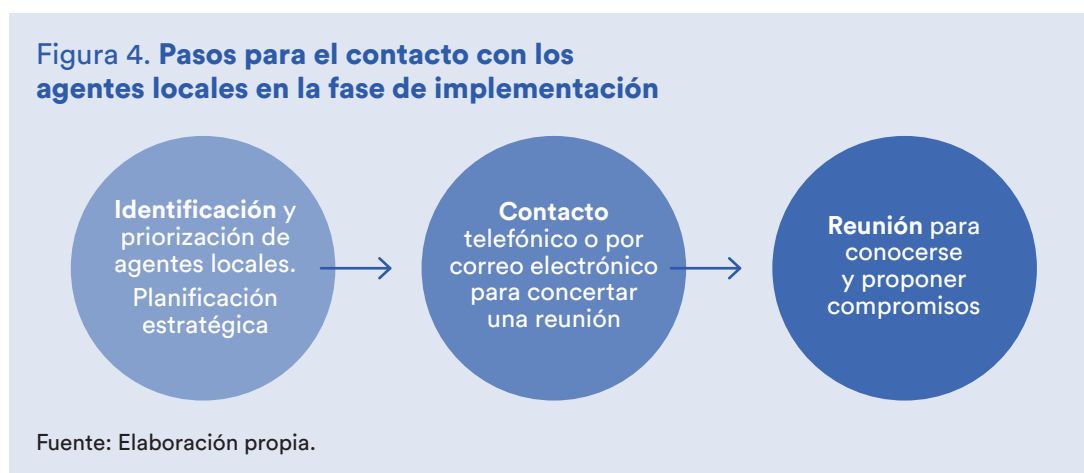 Figura 4. Pasos para el contacto con los
agentes locales en la fase de implementación
Identificación y
priorización de
agentes locales.
Planificación
estratégica
Contacto
telefónico o por
correo electrónico
para concertar
una reunión
Reunión para
conocerse
y proponer
compromisos
Fuente: Elaboración propia.